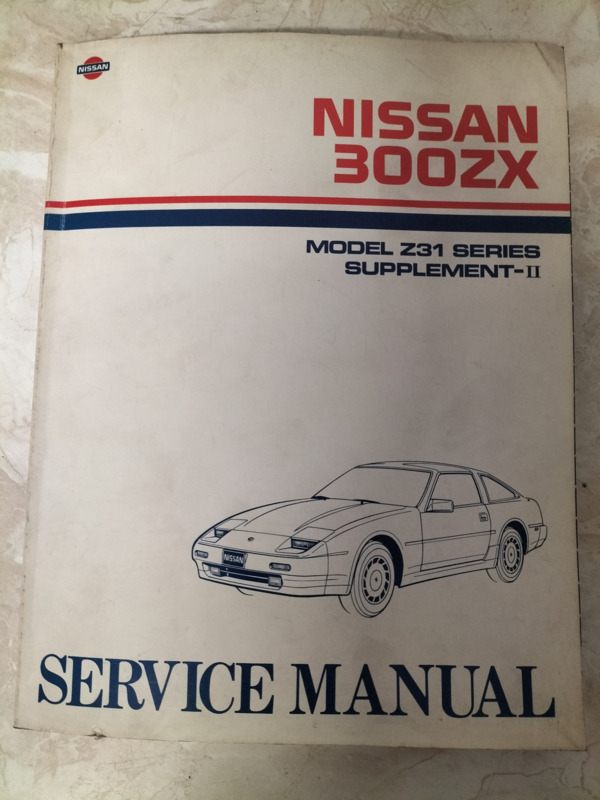 NISSAN
NISSAN
300ZX
MODEL Z31 SERIES
SUPPLEMENT-II
NISSAN
SERVICE MANUAL